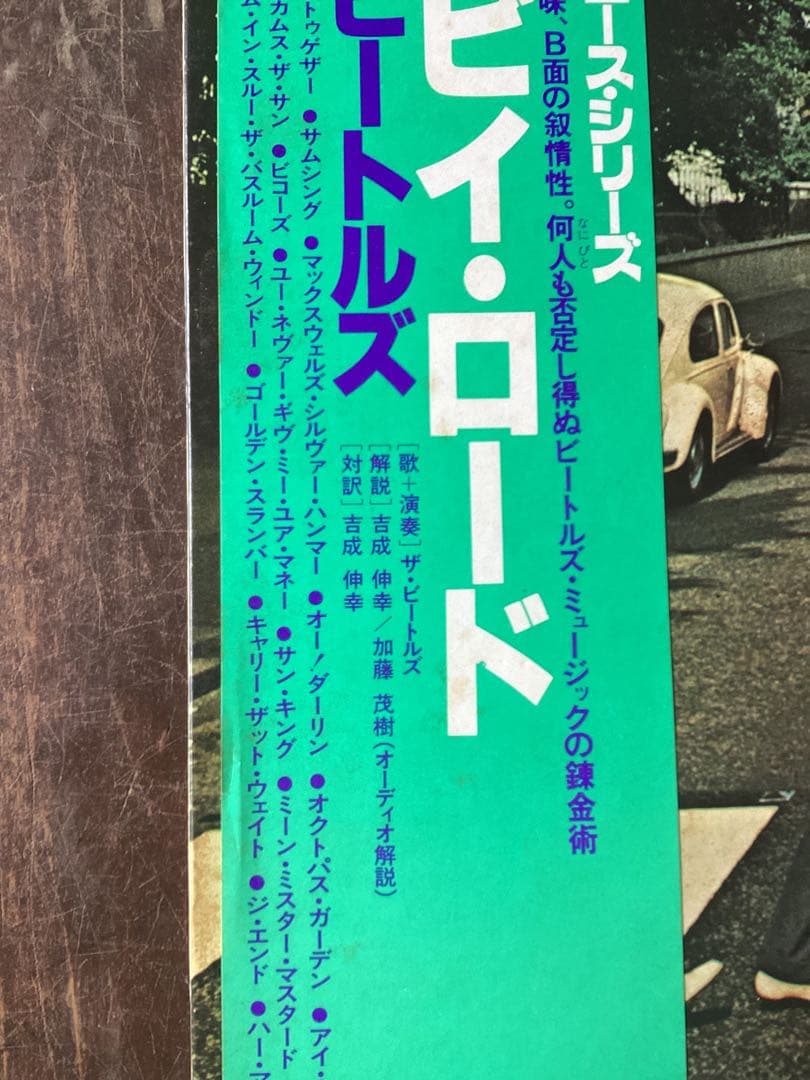 ース・シリーズ
味、B面の叙情性。何人も否定し得ぬビートルズ・ミュージックの錬金術
なにびと
ビイ・ロード
ビートルズ
[歌+演奏]ザ・ビートルズ
[解説]吉成 伸幸/加藤 茂樹(オーディオ解説)
[対訳]吉成 伸幸
トゥゲザー ●サムシング ●マックスウェルズ・シルヴァー・ハンマー ●オー!ダーリン ●オクトパス・ガーデン ●アイ・
カムス・ザ・サン ●ビコーズ ●ユー・ネヴァー・ギヴ・ミー・ユア・マネー ●サン・キング ●ミーン・ミスター・マスタード
ム・イン・スルー・ザ・バスルーム・ウィンドー ●ゴールデン・スランバー ●キャリー・ザット・ウェイト ●ジ・エンド ●ハー・マ